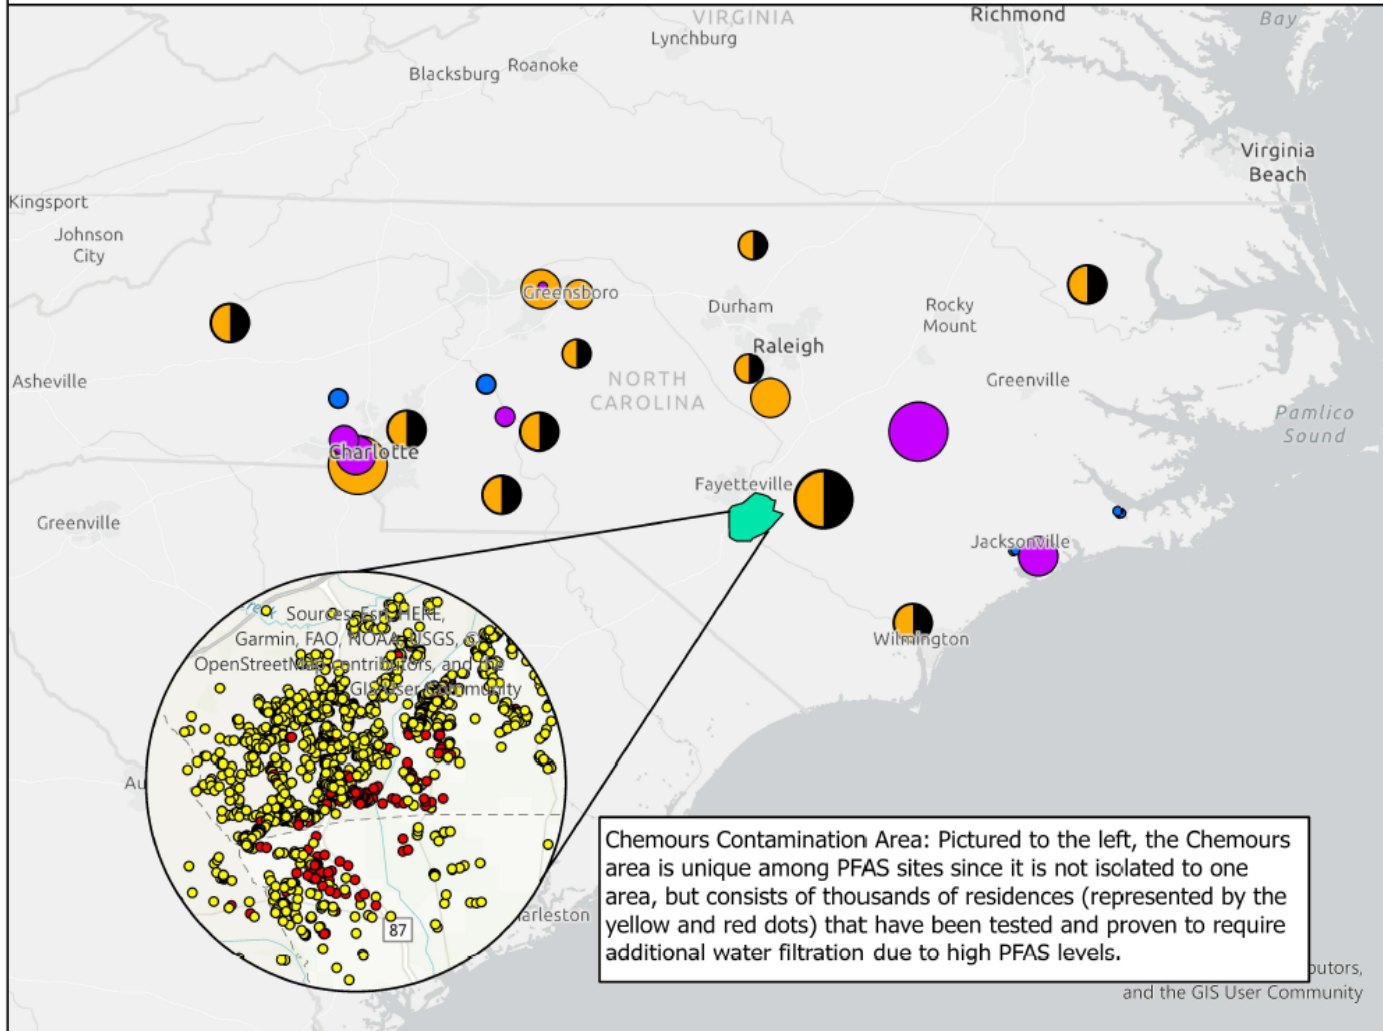 VIRGINIA
Richmond
Bay
Lynchburg
Roanoke
Blacksburg
Virginia
Beach
Kingsport
Johnson
City
Greensboro
Durham
Rocky
Mount
Raleigh
Asheville
NORTH
CAROLINA
Greenville
Pamlico
Sound
Charlotte
Fayetteville
Greenville
Jacksonville
Wilmington
Sources: Esri, HERE,
Garmin, FAO, NOAA, USGS, ©
OpenStreetMap contributors, and the
GIS User Community
Au
87
arleston
Chemours Contamination Area: Pictured to the left, the Chemours
area is unique among PFAS sites since it is not isolated to one
area, but consists of thousands of residences (represented by the
yellow and red dots) that have been tested and proven to require
additional water filtration due to high PFAS levels.
butors,
and the GIS User Community